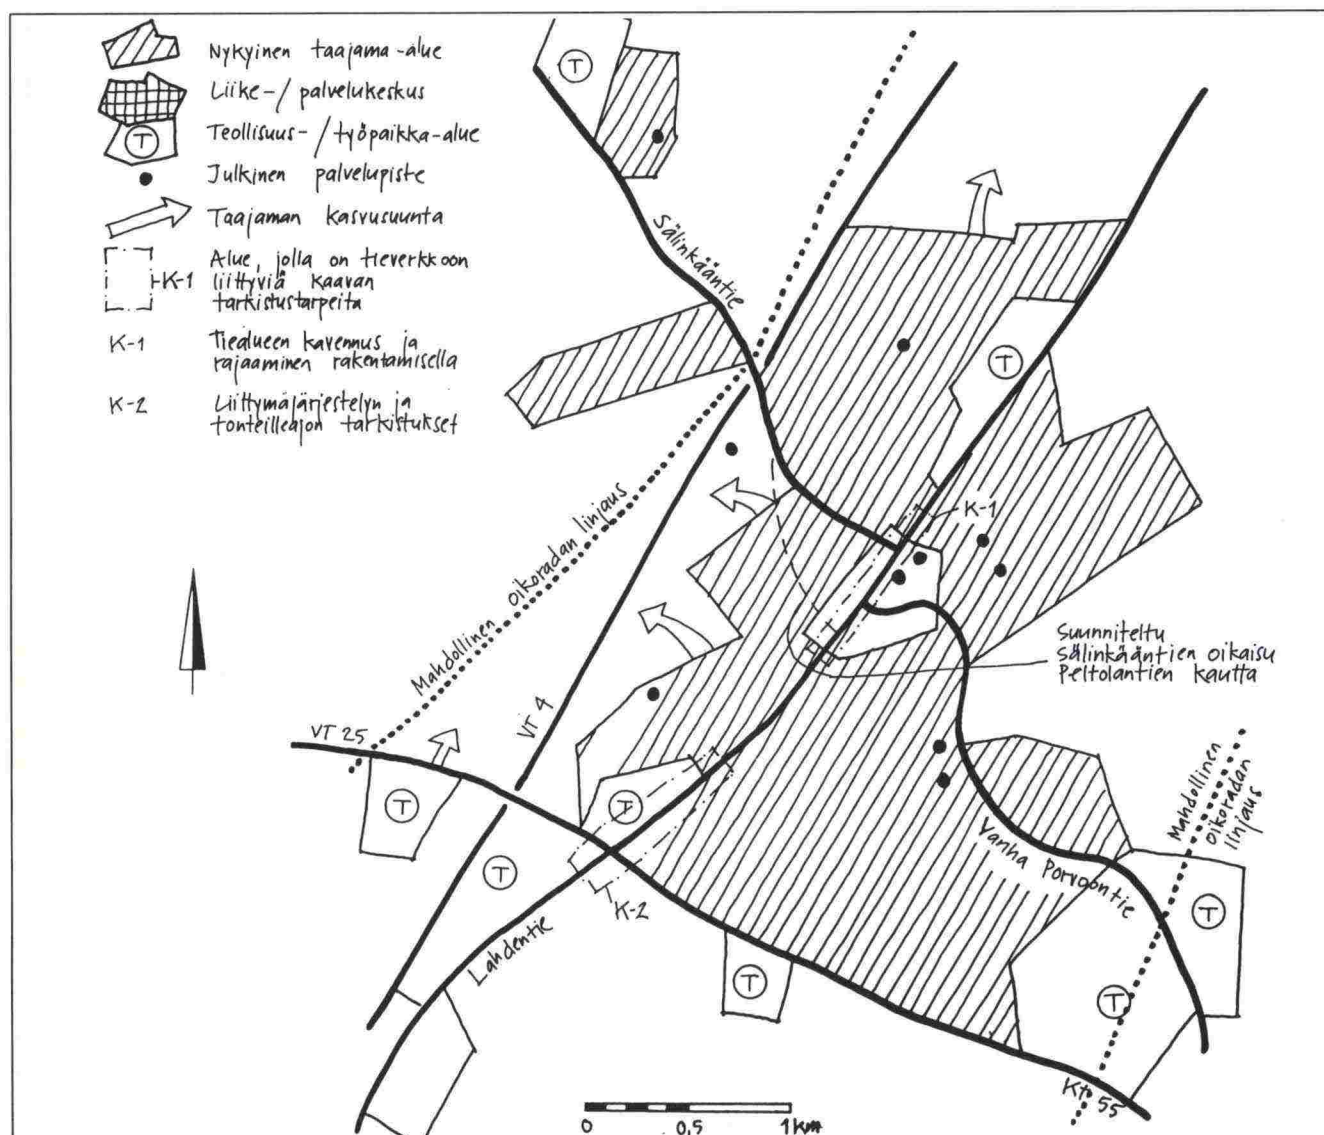 Nykyinen taajama-alue
Liike-/palvelukeskus
T
Teollisuus-/työpaikka-alue
Julkinen palvelupiste
Taajaman kasvusuunta
K-1
Alue, jolla on tieverkkoon
liittyviä kaavan
tarkistustarpeita
K-1
Tiealueen kavennus ja
rajaaminen rakentamisella
K-2
Liittymäjärjestelyn ja
tonteilleajon tarkistukset
T
Sälinkääntie
T
K-1
Mahdollinen oikoradan linjaus
Suunniteltu
Sälinkääntien oikaisu
Peltolantien kautta
VT 25
VT 4
T
T
T
K-2
Lahdentie
T
Vanha Porvoontie
Mahdollinen
oikoradan
linjaus
T
T
Kt 55
0 0,5 1 km